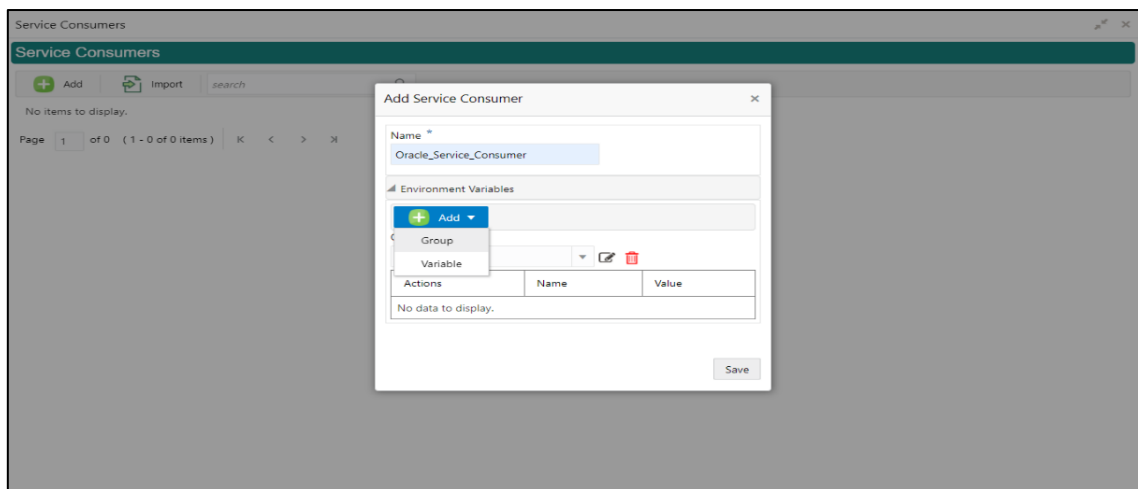 Service Consumers
Service Consumers
Add Import search
No items to display.
Page 1 of 0 (1 - 0 of 0 items)
Add Service Consumer
Name *
Oracle_Service_Consumer
Environment Variables
Add
Group
Variable
Actions Name Value
No data to display.
Save